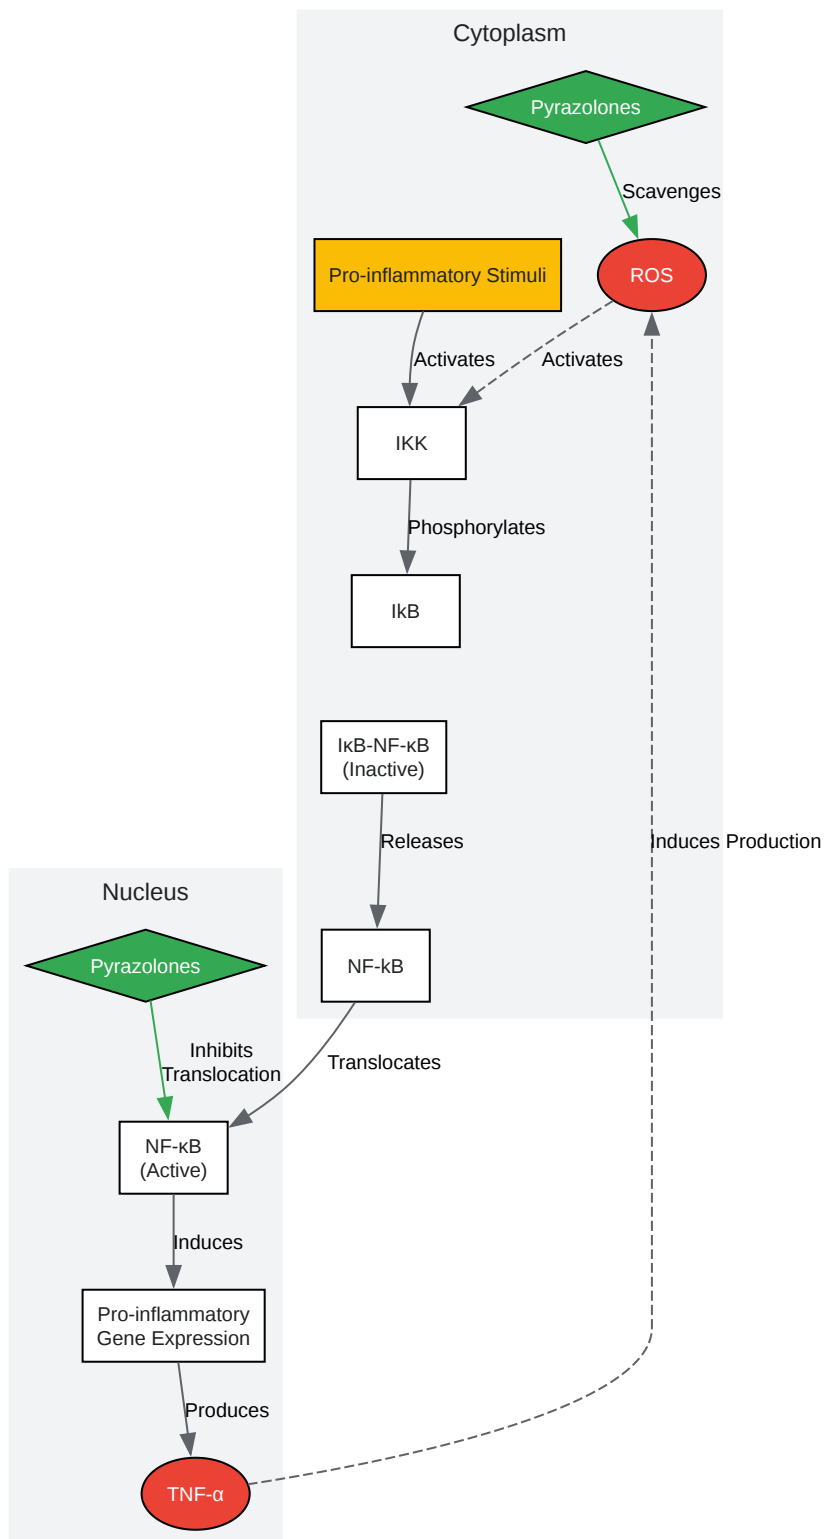 Cytoplasm
Pyrazolones
Scavenges
Pro-inflammatory Stimuli
ROS
Activates
Activates
IKK
Phosphorylates
IkB
IκB-NF-κB
(Inactive)
Releases
Induces Production
Nucleus
Pyrazolones
NF-kB
Inhibits
Translocation
Translocates
NF-κB
(Active)
Induces
Pro-inflammatory
Gene Expression
Produces
TNF-α